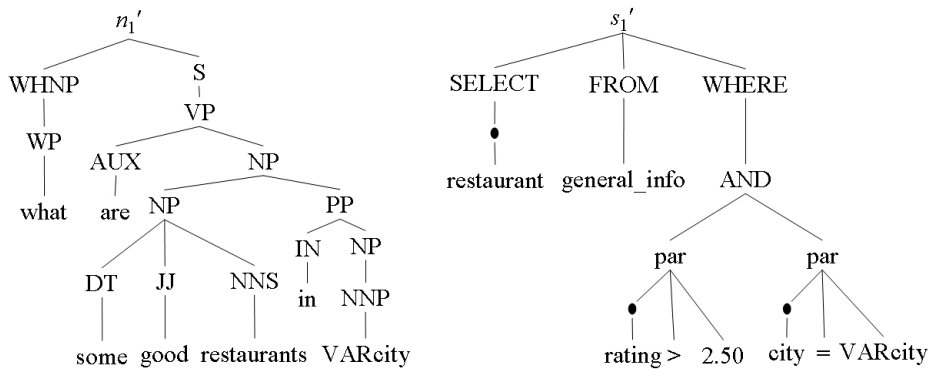 n₁′ s₁′
WHNP S SELECT FROM WHERE
WP VP
AUX NP restaurant general_info AND
what are NP PP
IN NP par par
DT JJ NNS in NNP
some good restaurants VARcity rating > 2.50 city = VARcity